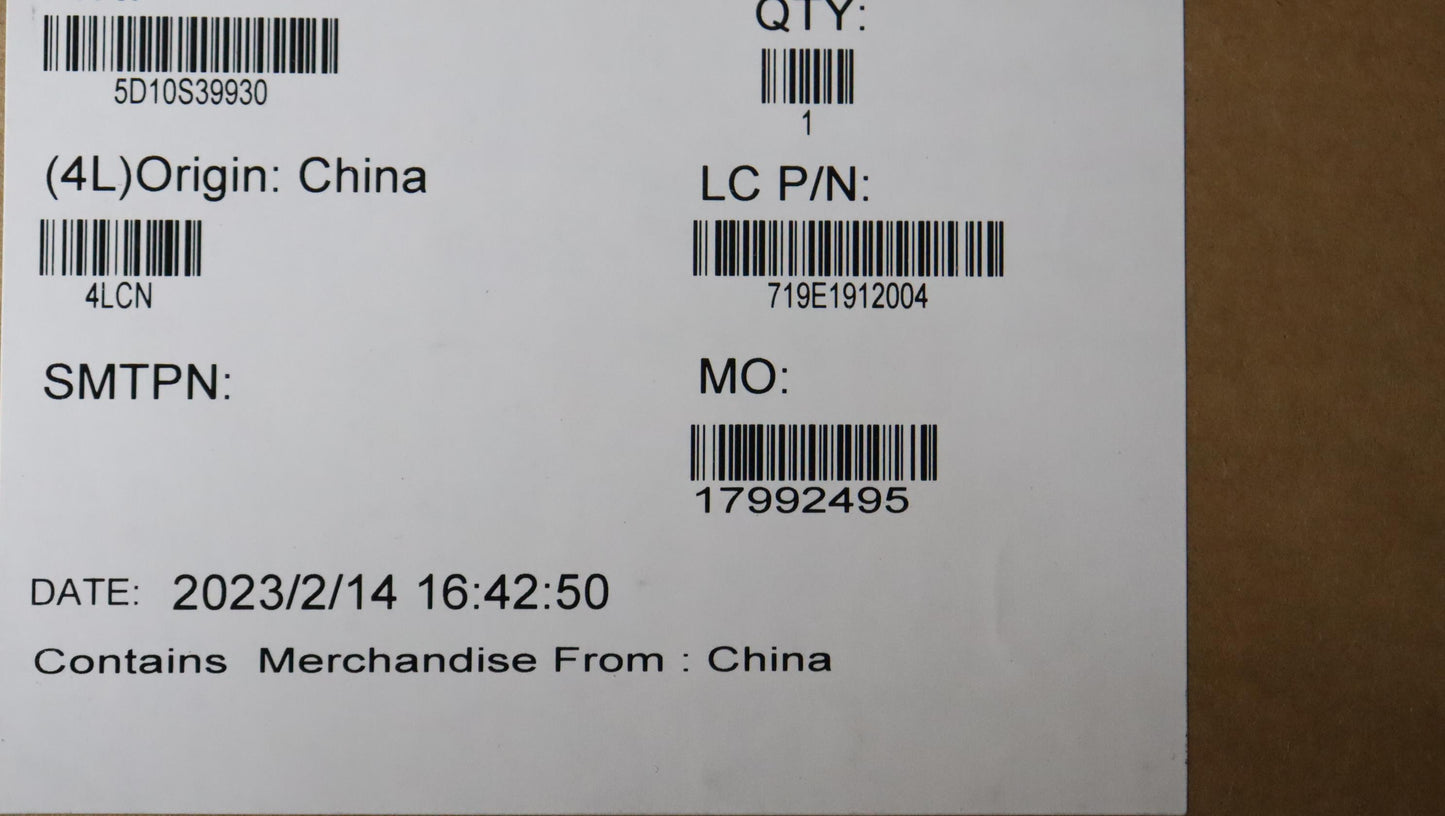 QTY:
5D10S39930
1
(4L)Origin: China
LC P/N:
4LCN
719E1912004
SMTPN:
MO:
17992495
DATE: 2023/2/14 16:42:50
Contains Merchandise From : China